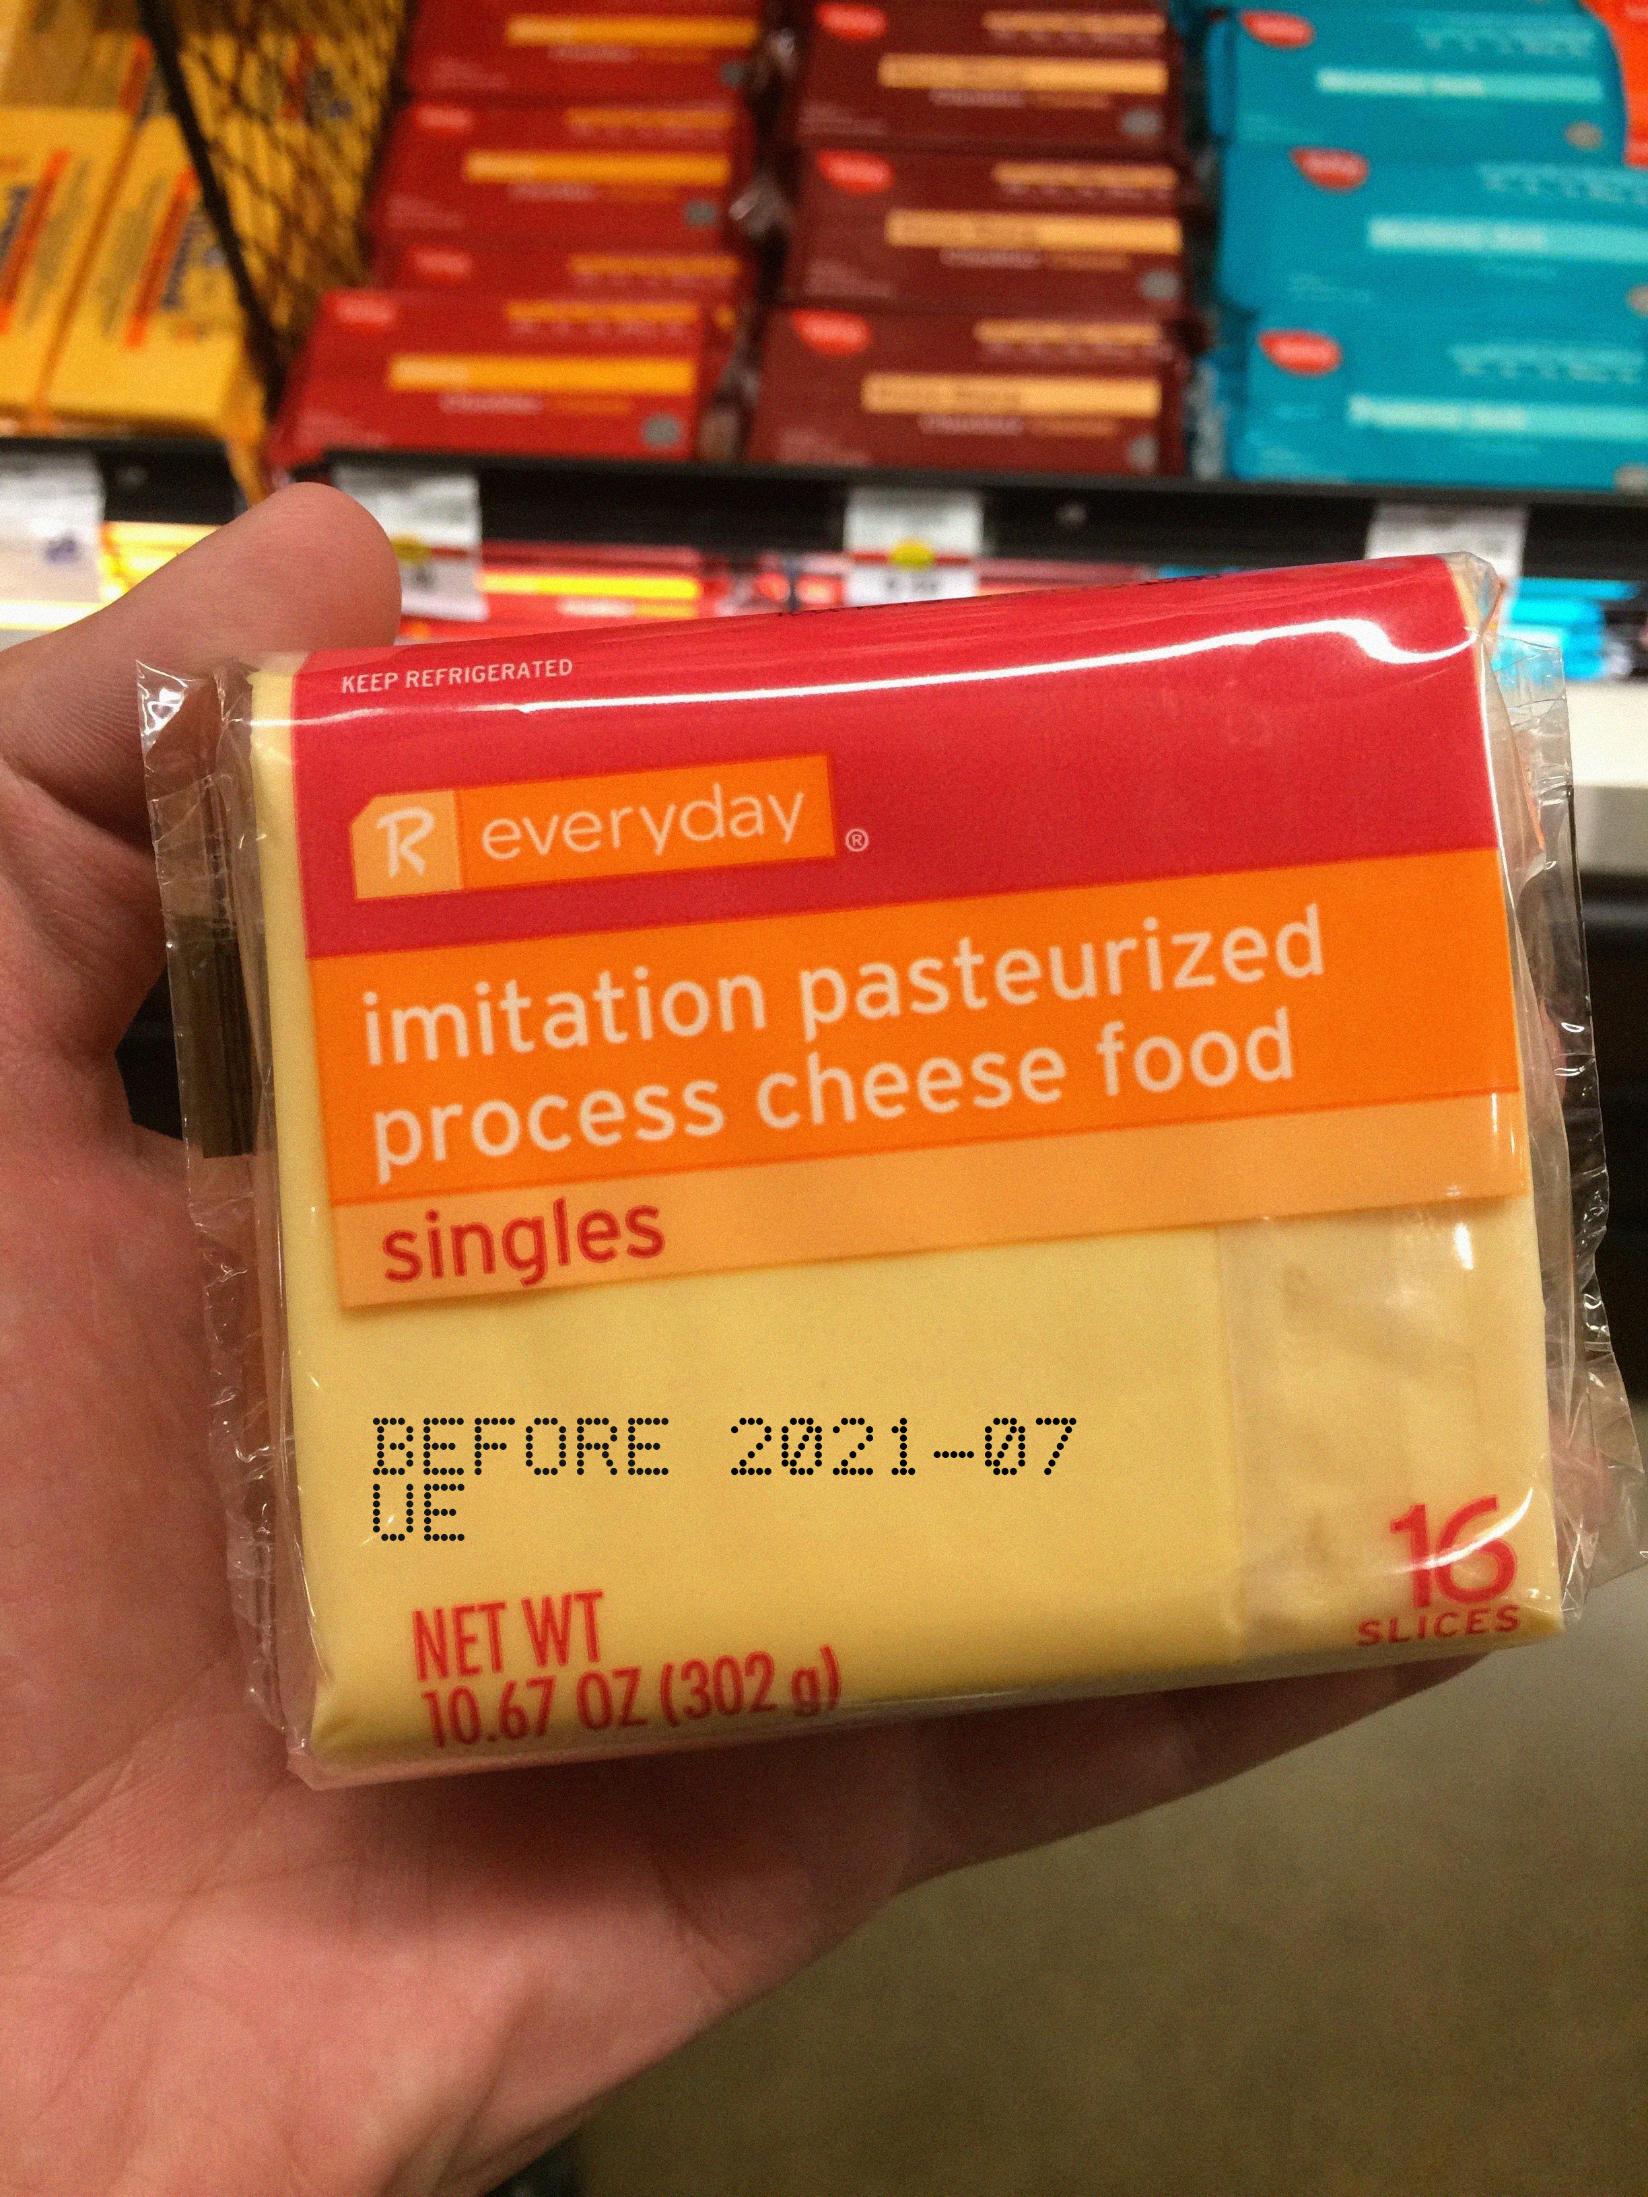 KEEP REFRIGERATED
R everyday ®
imitation pasteurized
process cheese food
singles
BEFORE 2021-07
UE
NET WT
10.67 OZ (302 g)
16
SLICES